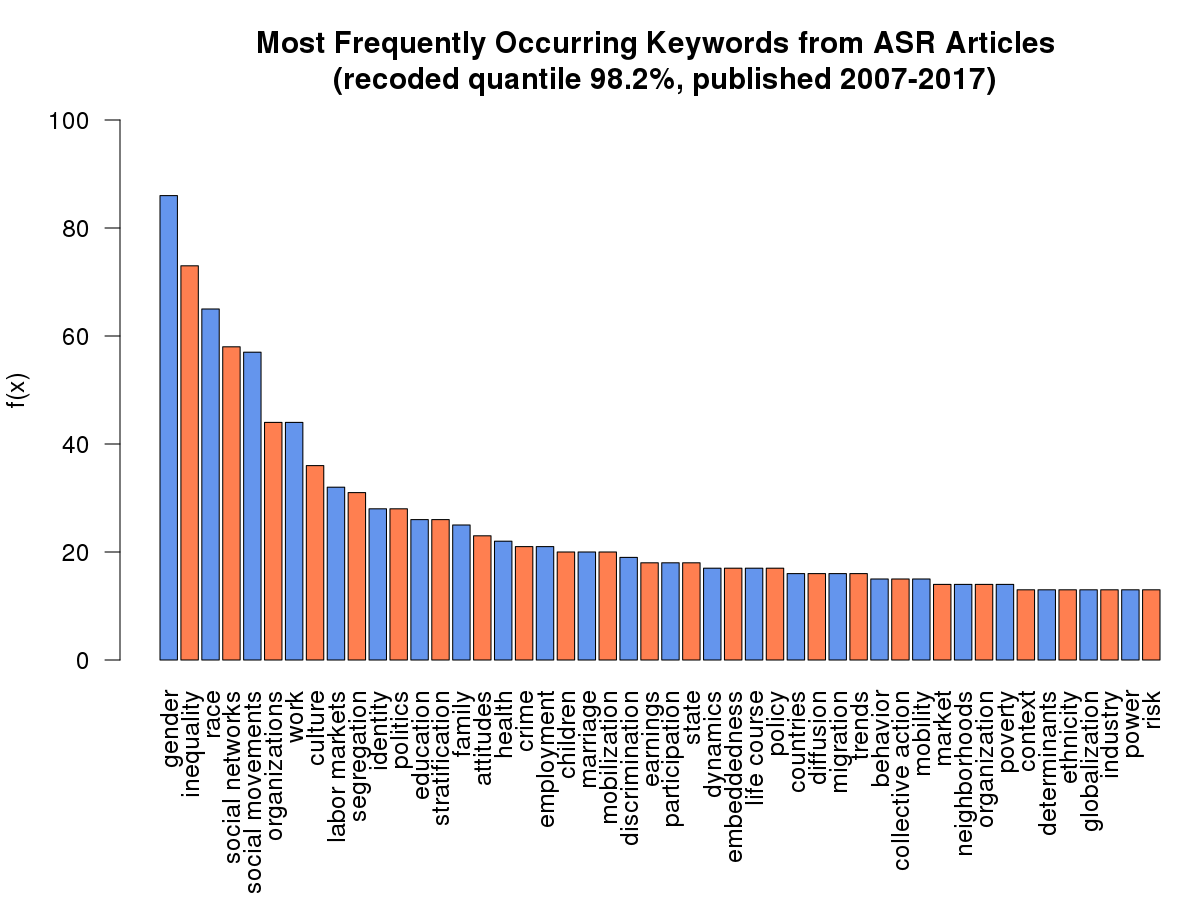 Most Frequently Occurring Keywords from ASR Articles
(recoded quantile 98.2%, published 2007-2017)
100
80
60
40
20
0
f(x)
gender
inequality
race
social networks
social movements
organizations
work
culture
labor markets
segregation
identity
politics
education
stratification
family
attitudes
health
crime
employment
children
marriage
mobilization
discrimination
earnings
participation
state
dynamics
embeddedness
life course
policy
countries
diffusion
migration
trends
behavior
collective action
mobility
market
neighborhoods
organization
poverty
context
determinants
ethnicity
globalization
industry
power
risk